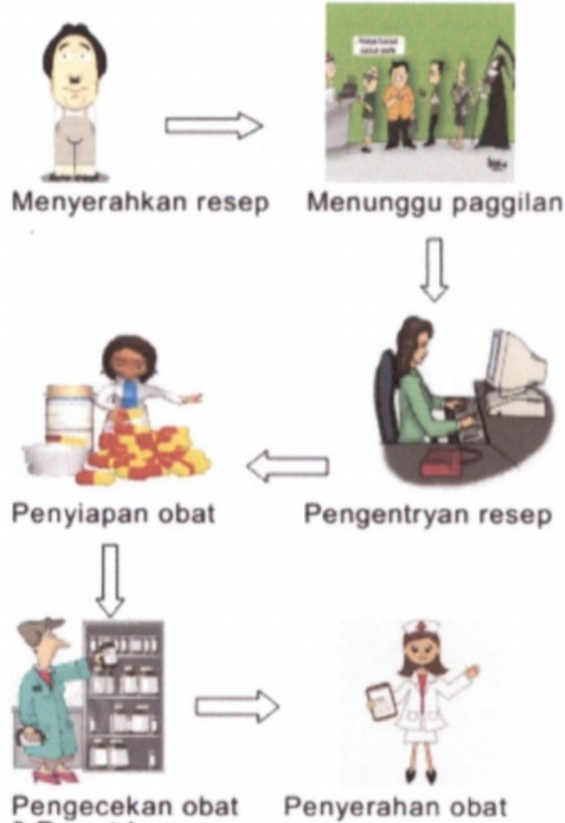 Menyerahkan resep
Menunggu paggilan
Pengentryan resep
Penyiapan obat
Pengecekan obat
Penyerahan obat